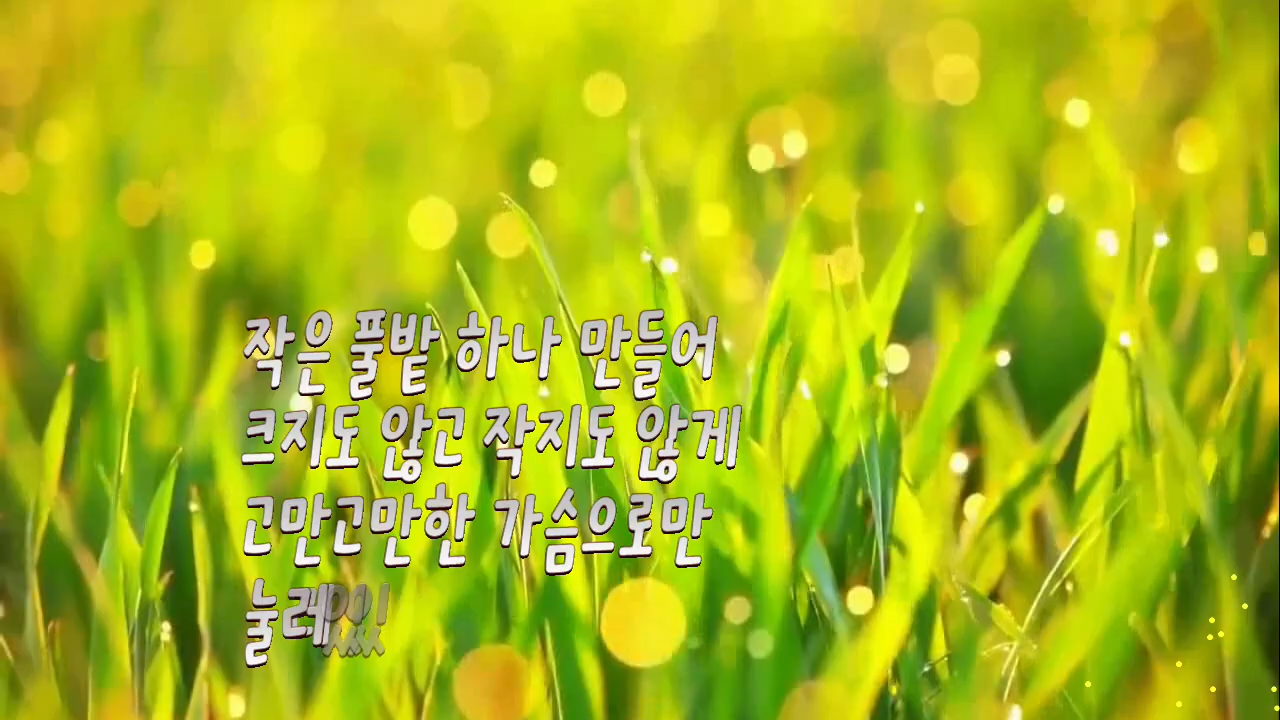 작은 풀밭 하나 만들어
크지도 않고 작지도 않게
고만고만한 가슴으로만
눌레